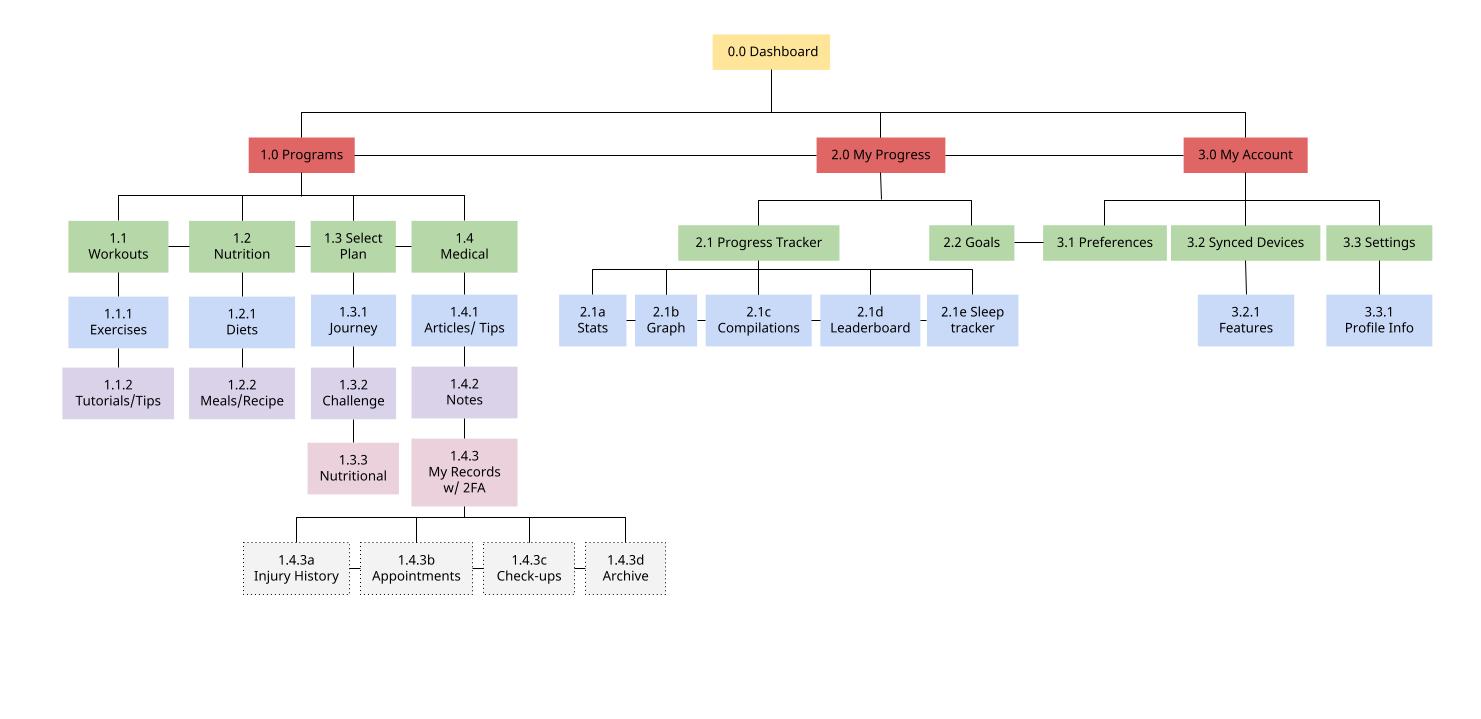 0.0 Dashboard
1.0 Programs
2.0 My Progress
3.0 My Account
1.1
Workouts
1.2
Nutrition
1.3 Select
Plan
1.4
Medical
2.1 Progress Tracker
2.2 Goals
3.1 Preferences
3.2 Synced Devices
3.3 Settings
1.1.1
Exercises
1.2.1
Diets
1.3.1
Journey
1.4.1
Articles/ Tips
2.1a
Stats
2.1b
Graph
2.1c
Compilations
2.1d
Leaderboard
2.1e Sleep
tracker
3.2.1
Features
3.3.1
Profile Info
1.1.2
Tutorials/Tips
1.2.2
Meals/Recipe
1.3.2
Challenge
1.4.2
Notes
1.3.3
Nutritional
1.4.3
My Records
w/ 2FA
1.4.3a
Injury History
1.4.3b
Appointments
1.4.3c
Check-ups
1.4.3d
Archive